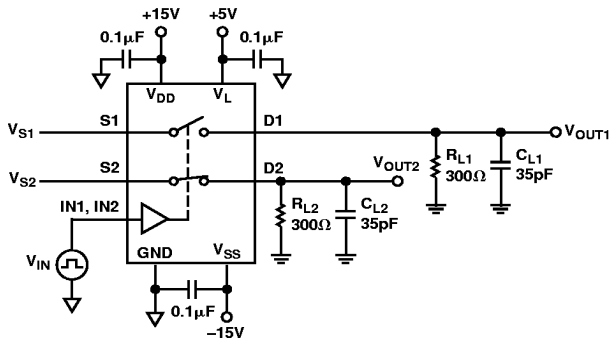 +15V +5V
0.1µF 0.1µF
VDD VL
VS1 S1 D1 VOUT1
RL1 300Ω CL1 35pF
VS2 S2 D2 VOUT2
RL2 300Ω CL2 35pF
IN1, IN2
VIN
GND VSS
0.1µF
−15V